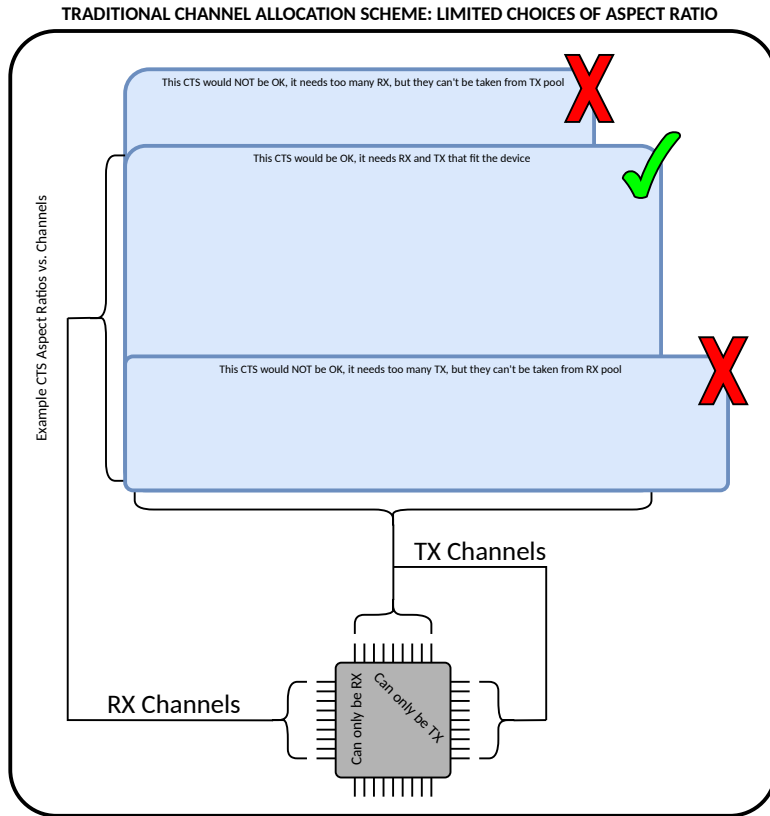 TRADITIONAL CHANNEL ALLOCATION SCHEME: LIMITED CHOICES OF ASPECT RATIO
This CTS would NOT be OK, it needs too many RX, but they can't be taken from TX pool
This CTS would be OK, it needs RX and TX that fit the device
Example CTS Aspect Ratios vs. Channels
This CTS would NOT be OK, it needs too many TX, but they can't be taken from RX pool
TX Channels
RX Channels
Can only be RX
Can only be TX